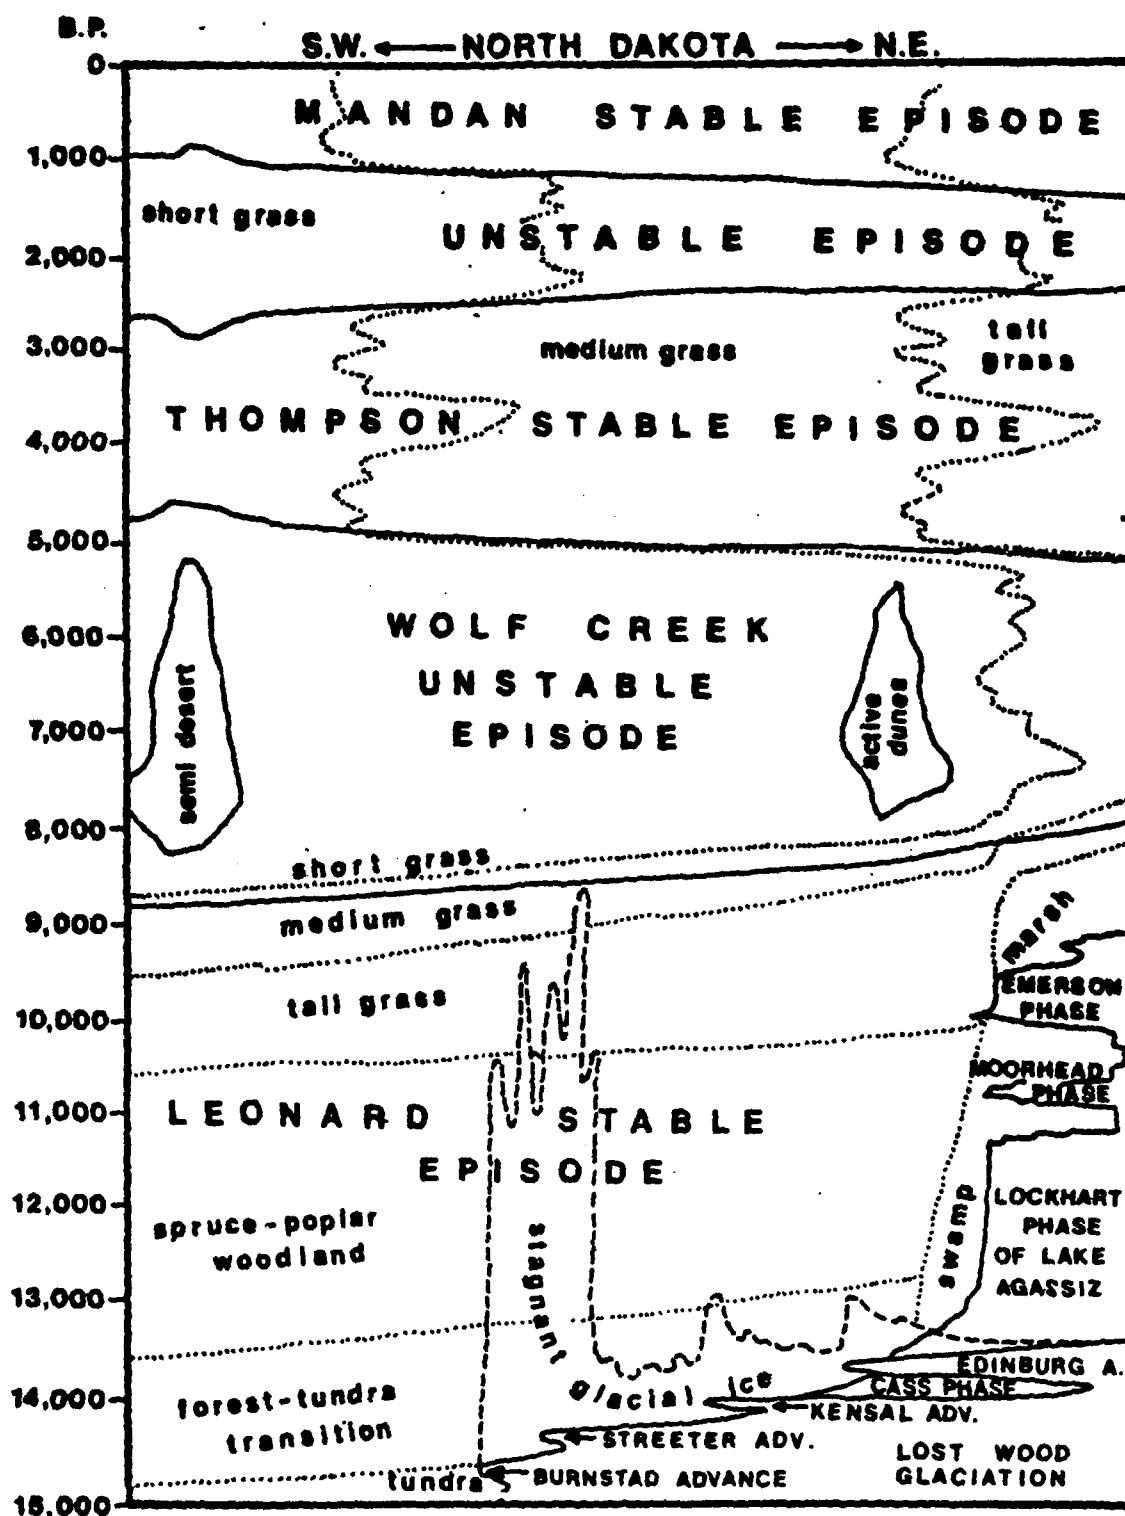 B.P.
S.W. NORTH DAKOTA N.E.
0
MANDAN STABLE EPISODE
1,000
short grass
UNSTABLE EPISODE
2,000
3,000
medium grass
tall
grass
THOMPSON STABLE EPISODE
4,000
5,000
6,000
WOLF CREEK
UNSTABLE
EPISODE
semi desert
active
dunes
7,000
8,000
short grass
medium grass
9,000
marsh
tall grass
EMERSON
PHASE
10,000
MOORHEAD
PHASE
11,000
LEONARD STABLE
EPISODE
12,000
spruce-poplar
woodland
stagnant glacial ice
swamp
LOCKHART
PHASE
OF LAKE
AGASSIZ
13,000
EDINBURG A.
CASS PHASE
14,000
forest-tundra
transition
KENSAL ADV.
STREETER ADV.
LOST WOOD
GLACIATION
tundra
BURNSTAD ADVANCE
15,000